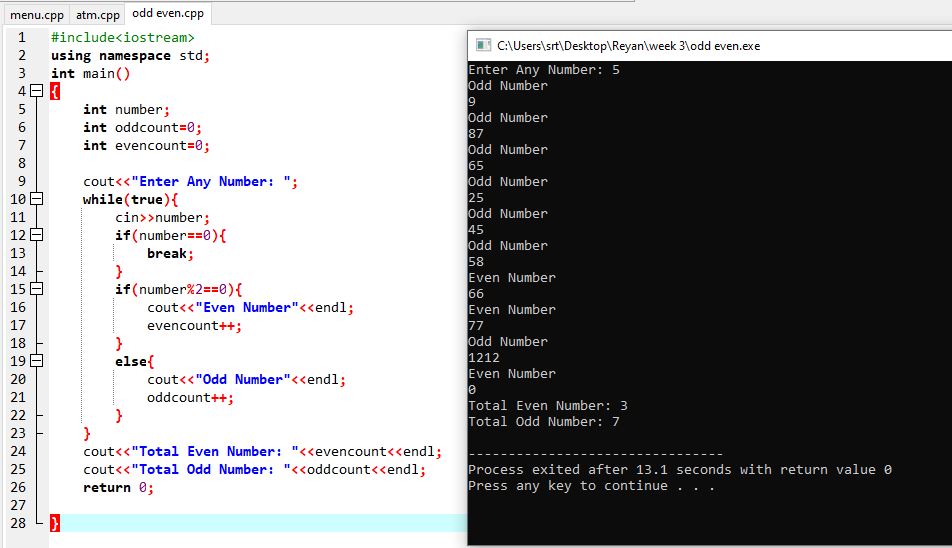 menu.cpp atm.cpp odd even.cpp
1 #include<iostream>
2 using namespace std;
3 int main()
4 {
5 int number;
6 int oddcount=0;
7 int evencount=0;
8
9 cout<<"Enter Any Number: ";
10 while(true){
11 cin>>number;
12 if(number==0){
13 break;
14 }
15 if(number%2==0){
16 cout<<"Even Number"<<endl;
17 evencount++;
18 }
19 else{
20 cout<<"Odd Number"<<endl;
21 oddcount++;
22 }
23 }
24 cout<<"Total Even Number: "<<evencount<<endl;
25 cout<<"Total Odd Number: "<<oddcount<<endl;
26 return 0;
27
28 }
C:\Users\srt\Desktop\Reyan\week 3\odd even.exe
Enter Any Number: 5
Odd Number
9
Odd Number
87
Odd Number
65
Odd Number
25
Odd Number
45
Odd Number
58
Even Number
66
Even Number
77
Odd Number
1212
Even Number
0
Total Even Number: 3
Total Odd Number: 7
--------------------------------
Process exited after 13.1 seconds with return value 0
Press any key to continue . . .